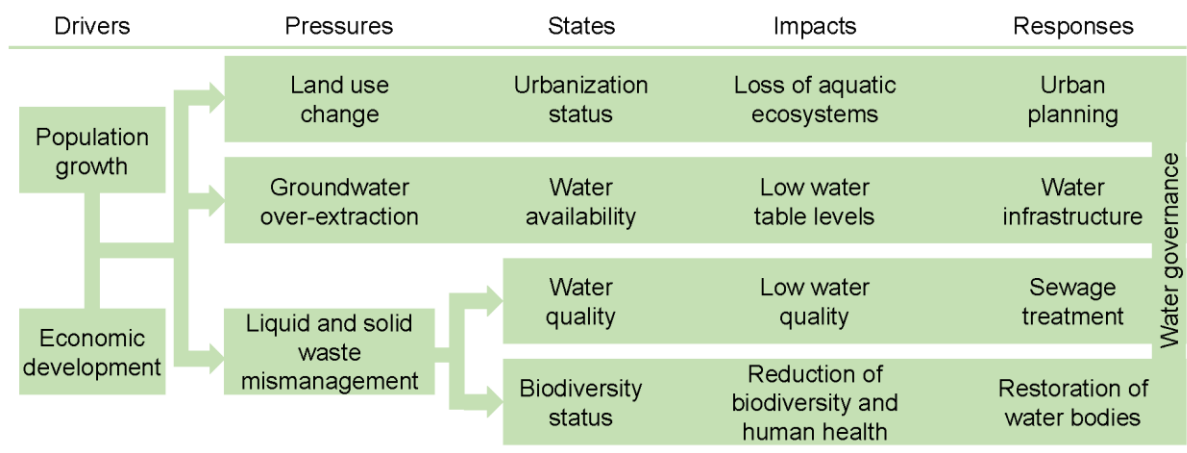 Drivers Pressures States Impacts Responses
Population
growth
Economic
development
Land use
change
Urbanization
status
Loss of aquatic
ecosystems
Urban
planning
Groundwater
over-extraction
Water
availability
Low water
table levels
Water
infrastructure
Liquid and solid
waste
mismanagement
Water
quality
Low water
quality
Sewage
treatment
Biodiversity
status
Reduction of
biodiversity and
human health
Restoration of
water bodies
Water governance